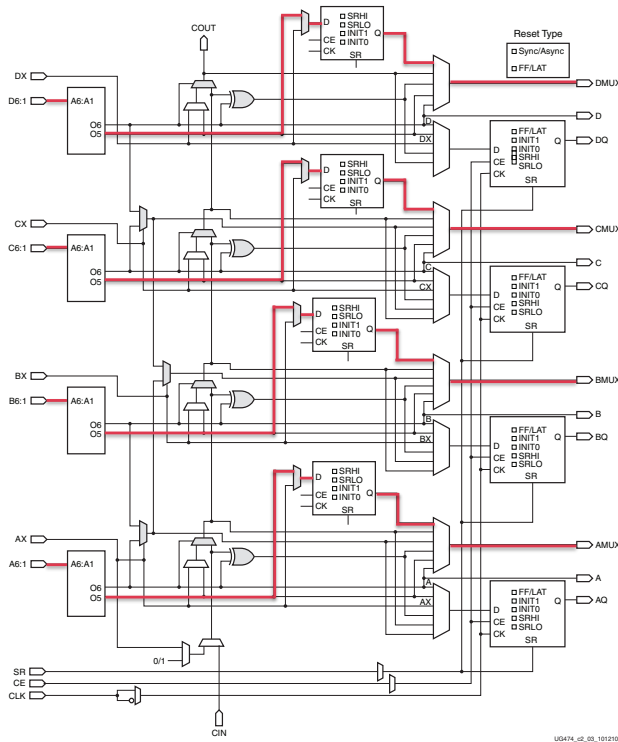 COUT
Reset Type
Sync/Async
FF/LAT
DX
D6:1
A6:A1
O6
O5
D
CE
CK
SRHI
SRLO
INIT1
INIT0
Q
SR
DMUX
D
D
DX
DQ
D
CE
CK
FF/LAT
INIT1
INIT0
SRHI
SRLO
Q
SR
CX
C6:1
A6:A1
O6
O5
D
CE
CK
SRHI
SRLO
INIT1
INIT0
Q
SR
CMUX
C
C
CX
CQ
D
CE
CK
FF/LAT
INIT1
INIT0
SRHI
SRLO
Q
SR
BX
B6:1
A6:A1
O6
O5
D
CE
CK
SRHI
SRLO
INIT1
INIT0
Q
SR
BMUX
B
B
BX
BQ
D
CE
CK
FF/LAT
INIT1
INIT0
SRHI
SRLO
Q
SR
AX
A6:1
A6:A1
O6
O5
D
CE
CK
SRHI
SRLO
INIT1
INIT0
Q
SR
AMUX
A
A
AX
AQ
D
CE
CK
FF/LAT
INIT1
INIT0
SRHI
SRLO
Q
SR
0/1
SR
CE
CLK
CIN
UG474_c2_03_101210